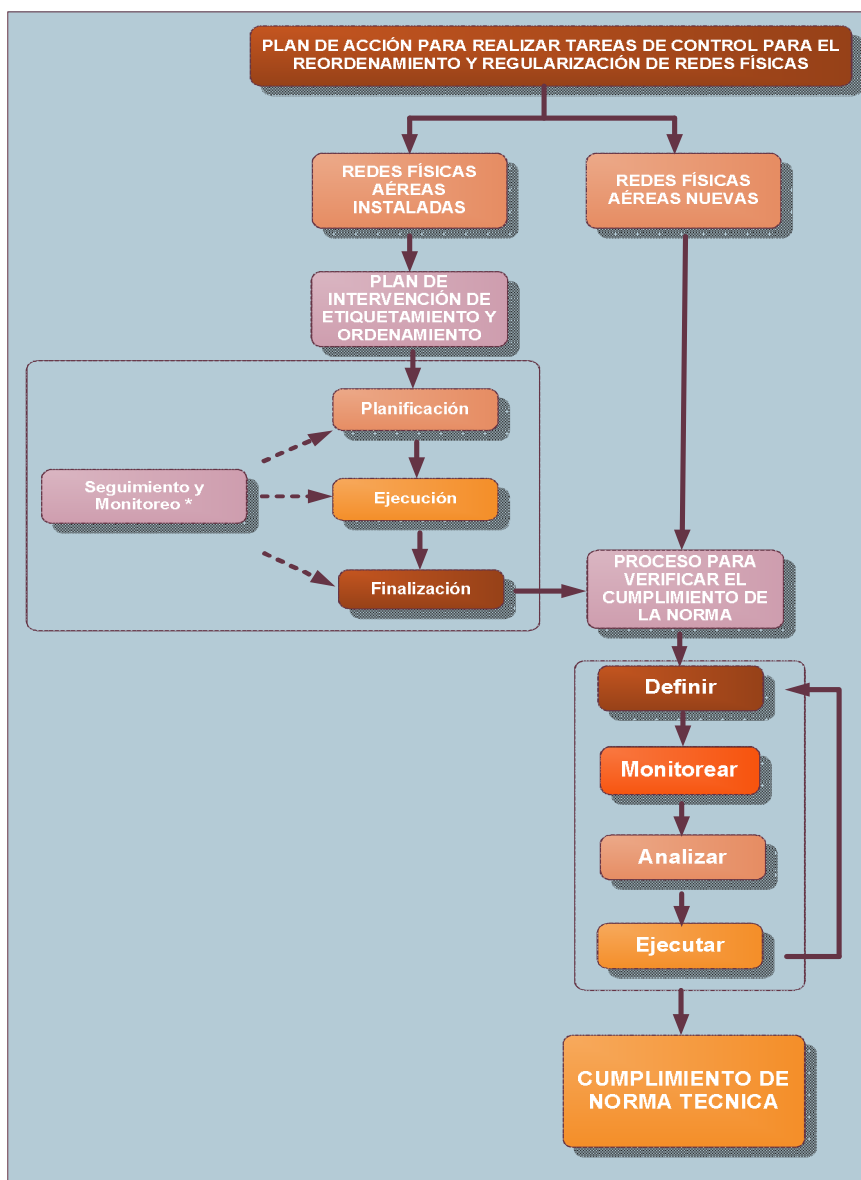 PLAN DE ACCIÓN PARA REALIZAR TAREAS DE CONTROL PARA EL
REORDENAMIENTO Y REGULARIZACIÓN DE REDES FÍSICAS
REDES FÍSICAS
AÉREAS
INSTALADAS
REDES FÍSICAS
AÉREAS NUEVAS
PLAN DE
INTERVENCIÓN DE
ETIQUETAMIENTO Y
ORDENAMIENTO
Planificación
Seguimiento y
Monitoreo *
Ejecución
Finalización
PROCESO PARA
VERIFICAR EL
CUMPLIMIENTO DE
LA NORMA
Definir
Monitorear
Analizar
Ejecutar
CUMPLIMIENTO DE
NORMA TECNICA